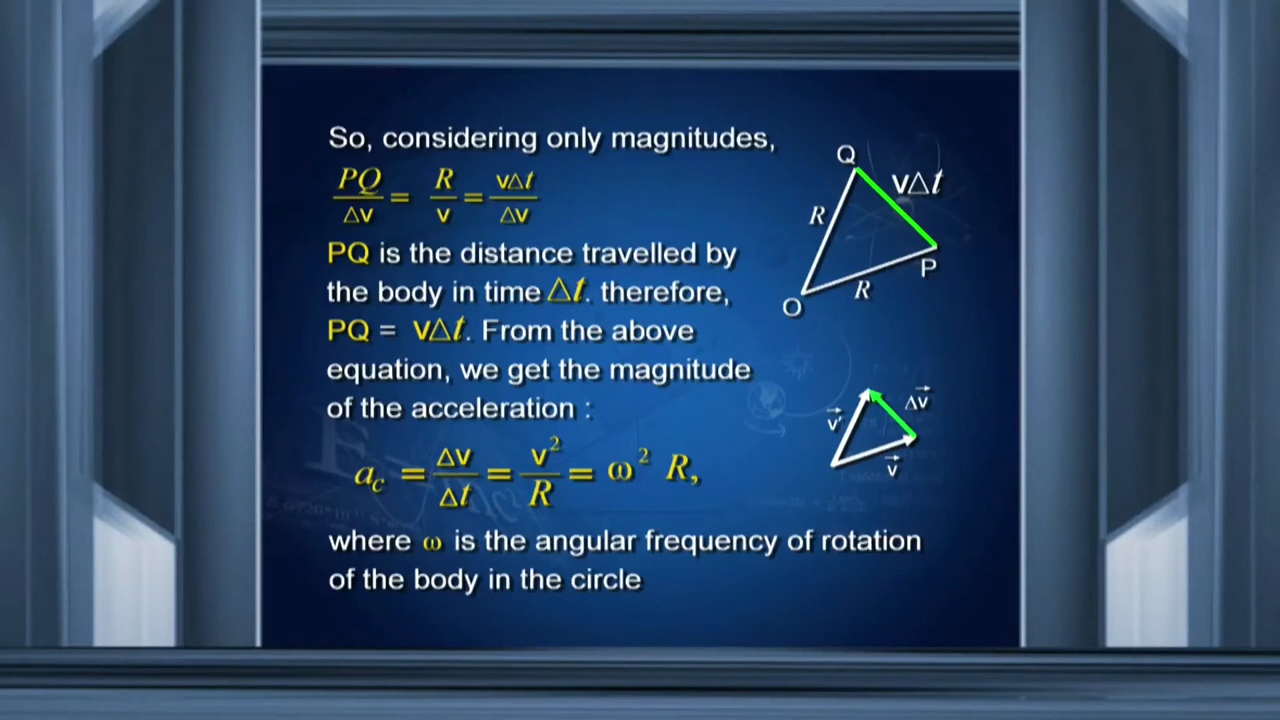 So, considering only magnitudes,
PQ/Δv = R/v = vΔt/Δv
PQ is the distance travelled by
the body in time Δt. therefore,
PQ = vΔt. From the above
equation, we get the magnitude
of the acceleration :
a_c = Δv/Δt = v²/R = ω² R,
where ω is the angular frequency of rotation
of the body in the circle
Q
vΔt
R
P
R
O
Δv⃗
v⃗'
v⃗